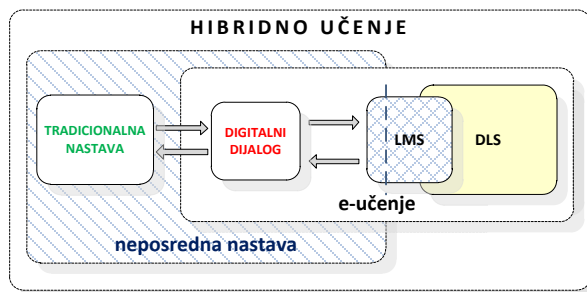 HIBRIDNO UČENJE
TRADICIONALNA
NASTAVA
DIGITALNI
DIJALOG
LMS
DLS
e-učenje
neposredna nastava